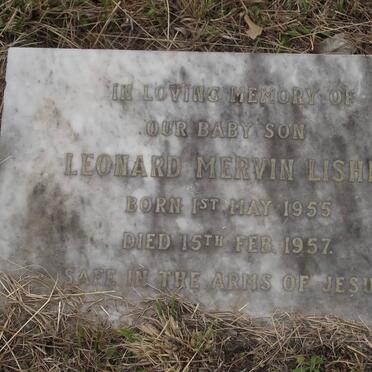 IN LOVING MEMORY OF
OUR BABY SON
LEONARD MERVIN
BORN 1ST MAY 1955
DIED 15TH FEB. 1957.
SAFE IN THE ARMS OF